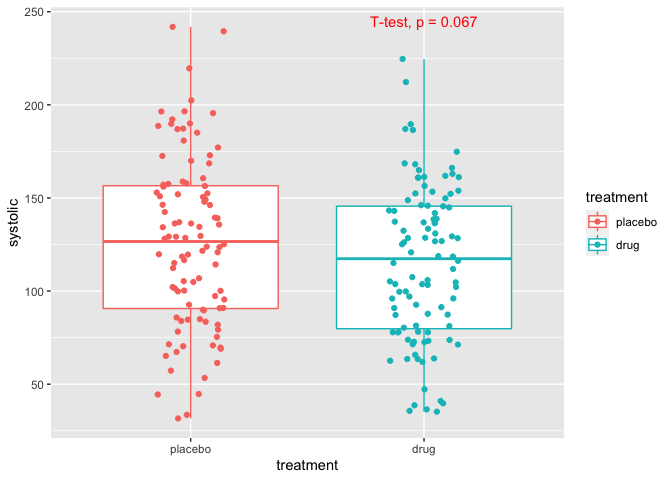 T-test, p = 0.067
250
200
150
100
50
systolic
placebo
drug
treatment
treatment
placebo
drug